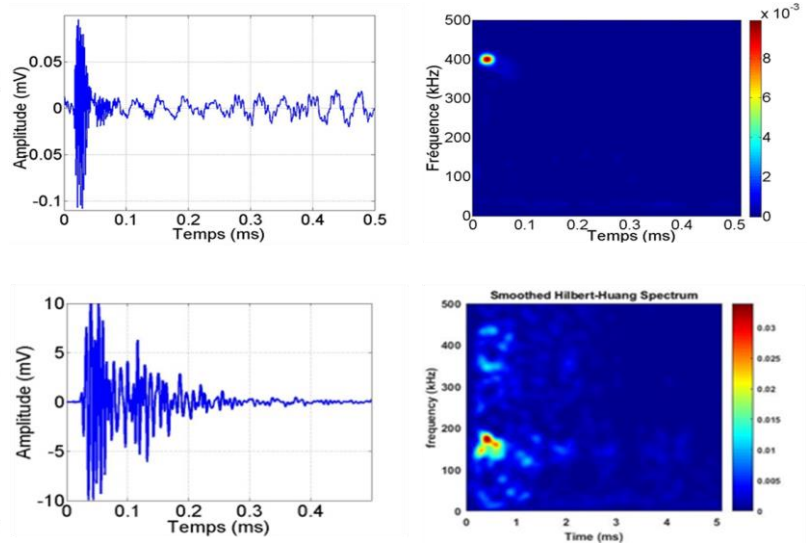 0.05
0
0.05
-0.1
0 0.1 0.2 0.3 0.4 0.5
Amplitude (mV)
Temps (ms)
x 10⁻³
500
400
300
200
100
0
0 0.1 0.2 0.3 0.4 0.5
Fréquence (kHz)
Temps (ms)
8
6
4
2
0
10
5
0
-5
-10
0 0.1 0.2 0.3 0.4
Amplitude (mV)
Temps (ms)
Smoothed Hilbert-Huang Spectrum
500
400
300
200
100
0
0 1 2 3 4 5
frequency (kHz)
Time (ms)
0.03
0.025
0.02
0.015
0.01
0.005
0